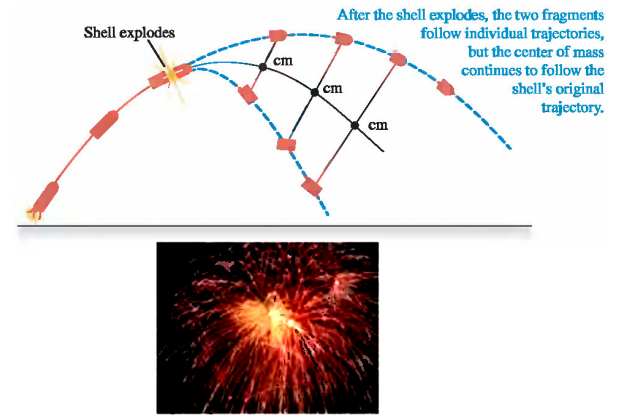 After the shell explodes, the two fragments
follow individual trajectories,
but the center of mass
continues to follow the
shell's original
trajectory.
Shell explodes
cm
cm
cm